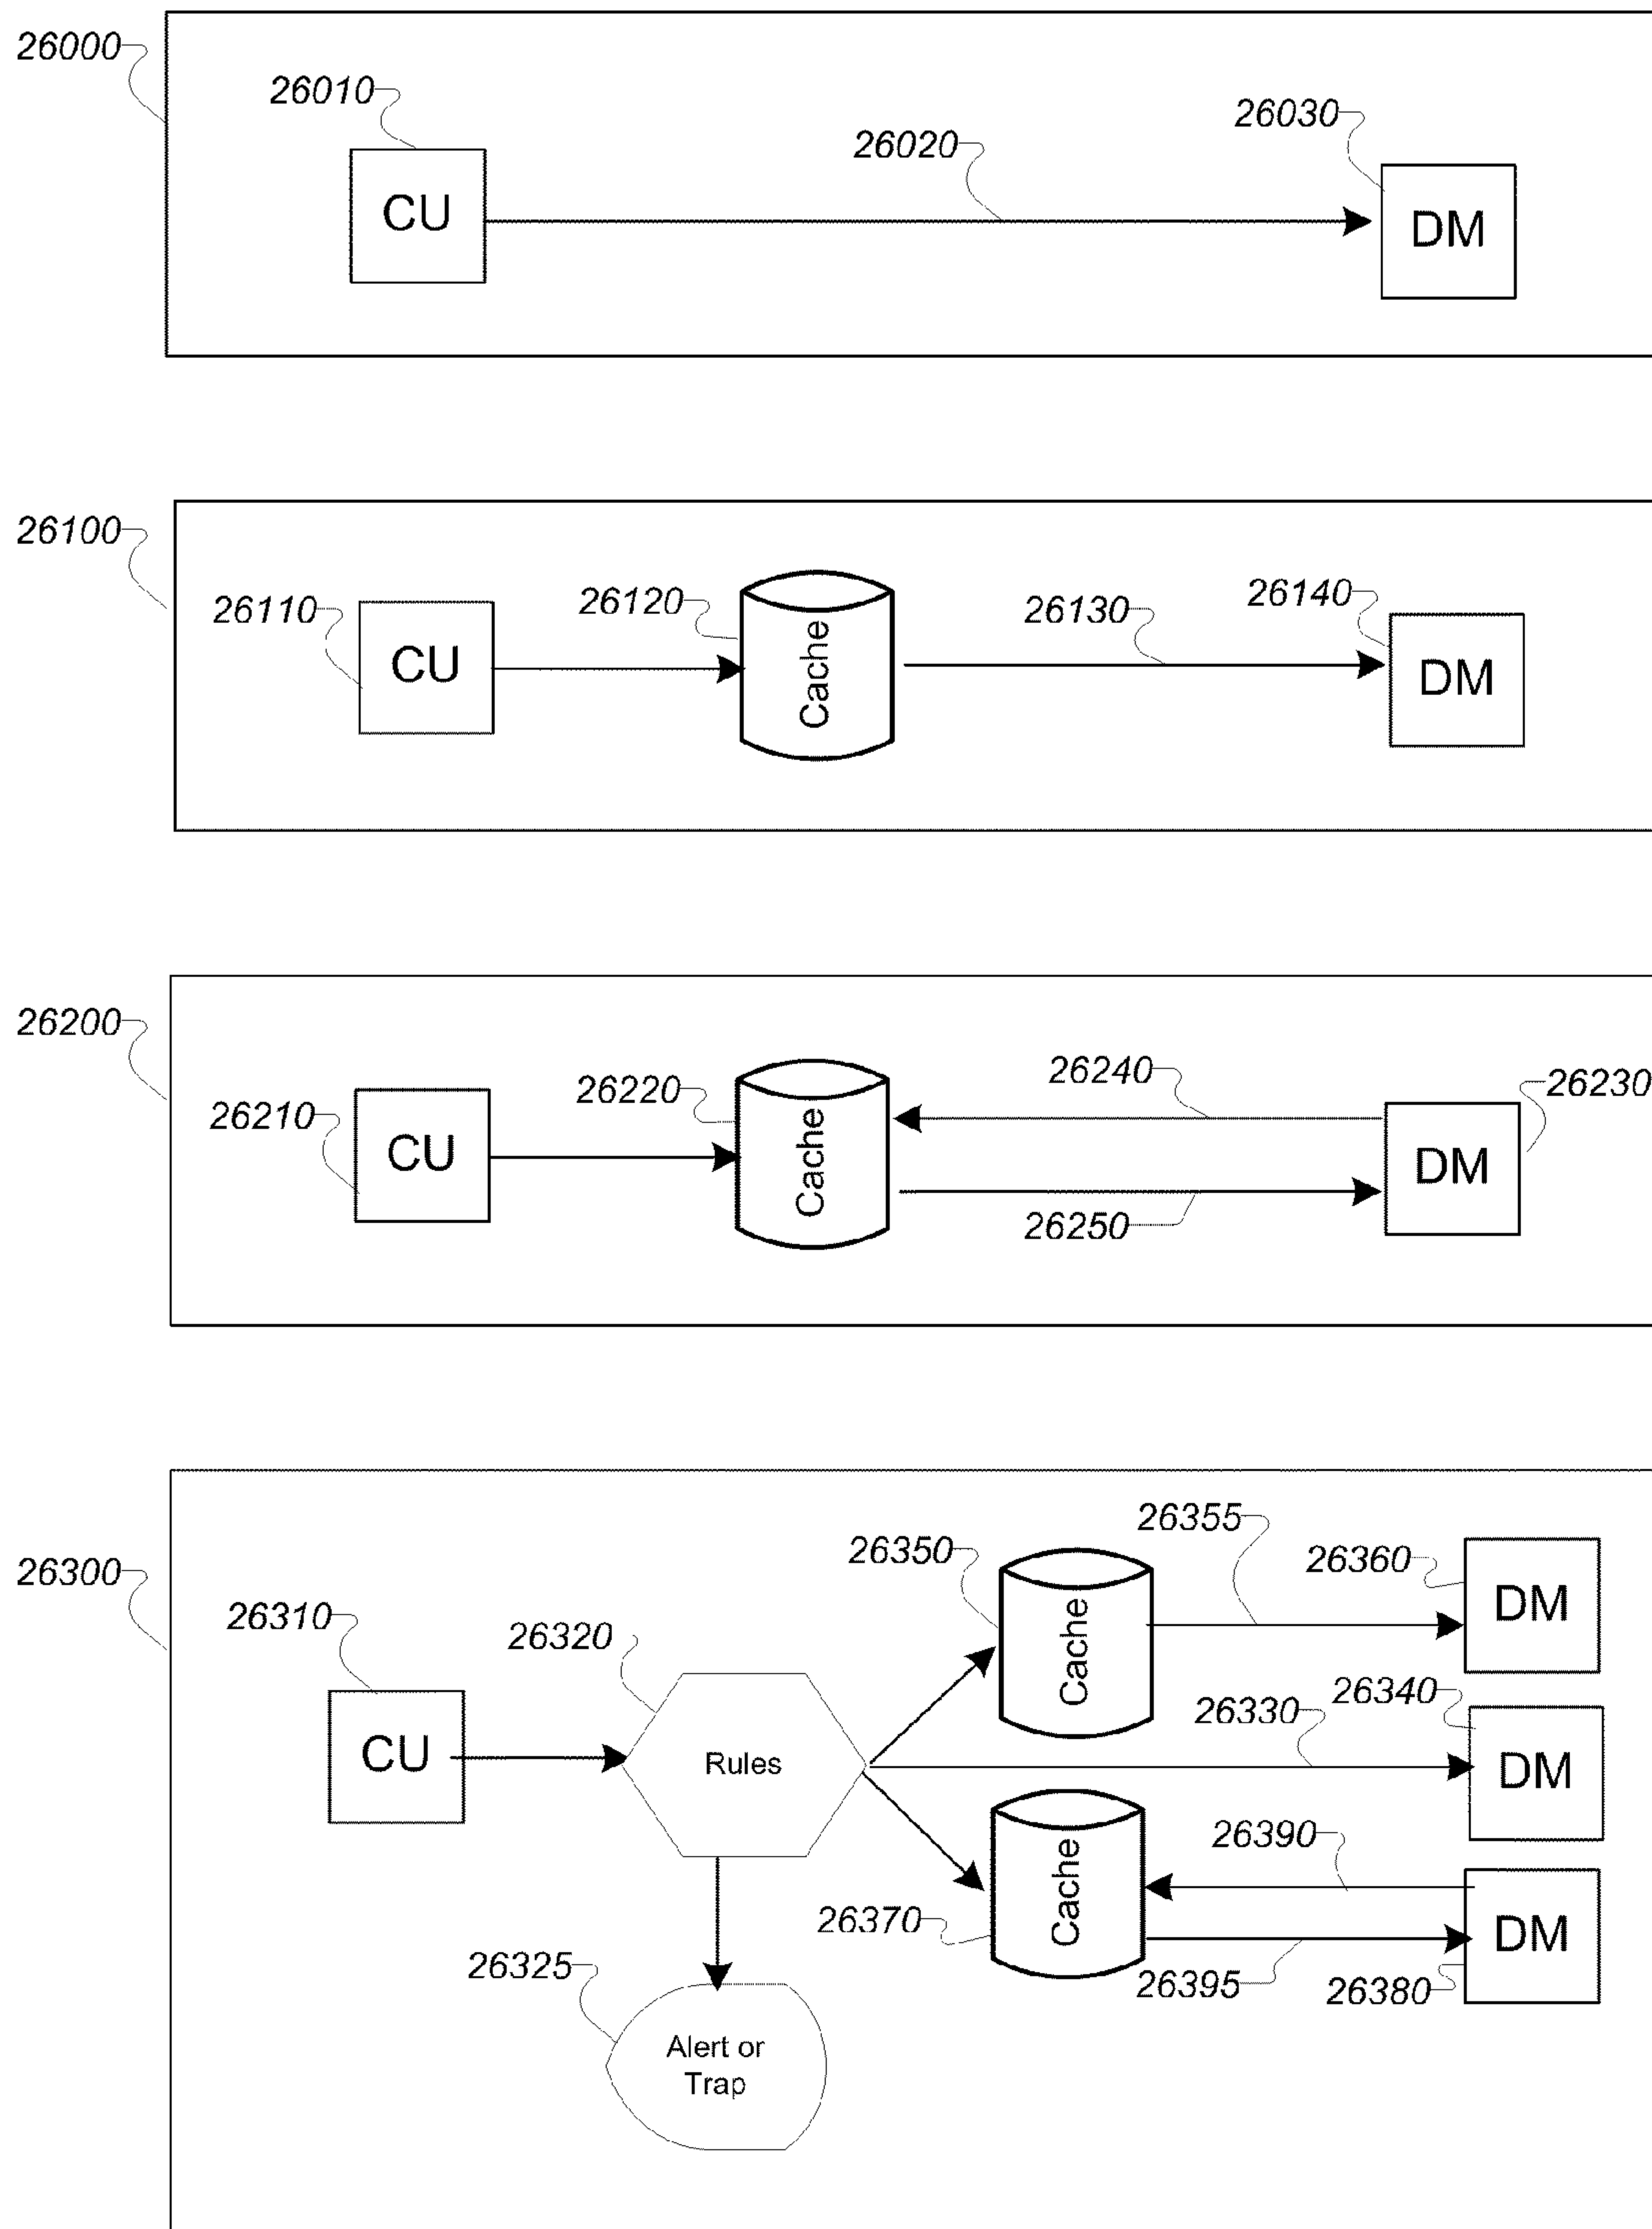 26000
26010
26020
26030
CU
DM
26100
26110
26120
26130
26140
CU
Cache
DM
26200
26210
26220
26240
26230
CU
Cache
DM
26250
26300
26310
26320
26350
26355
26360
DM
Cache
26330
26340
CU
Rules
DM
26390
26370
Cache
DM
26395
26380
26325
Alert or
Trap